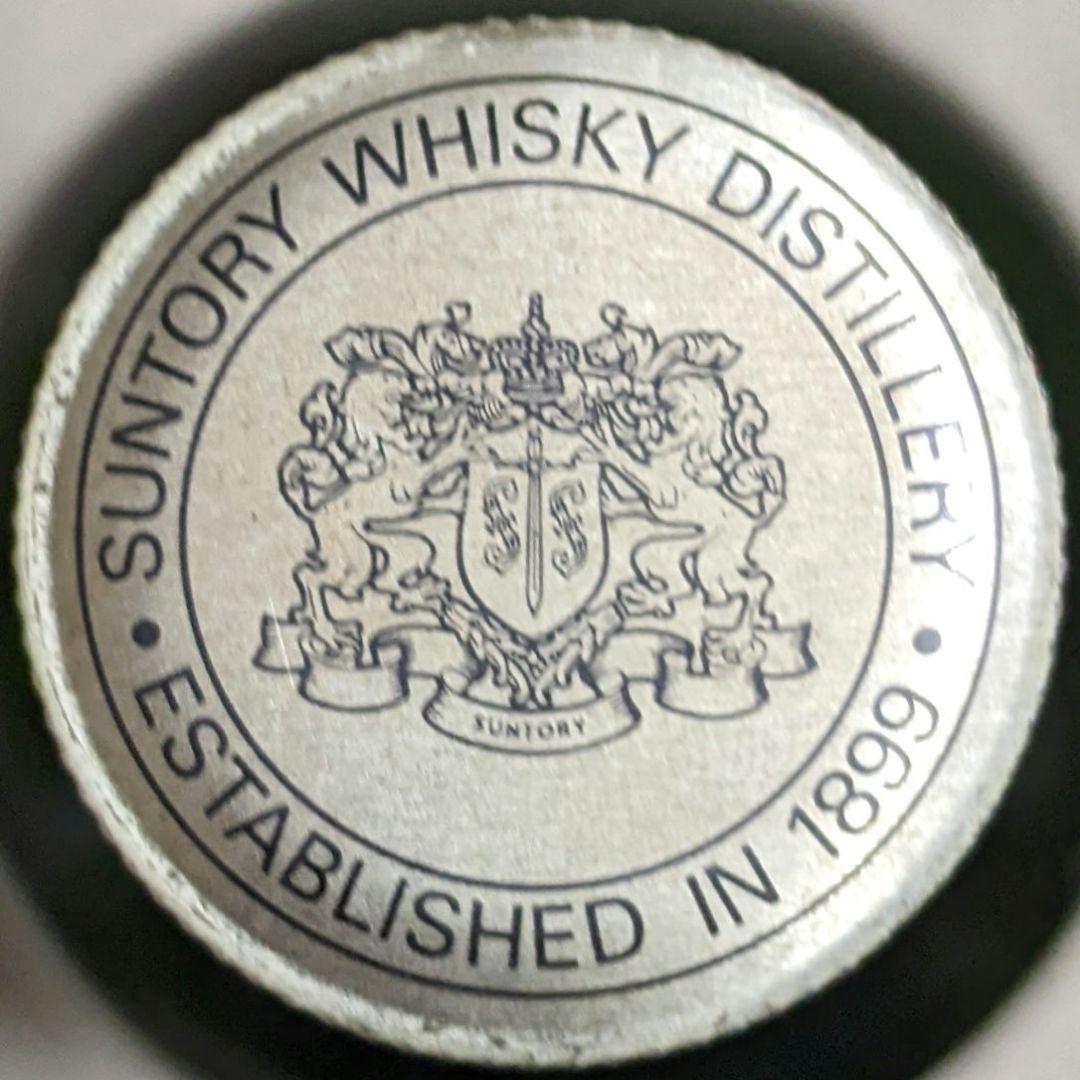 SUNTORY WHISKY DISTILLERY
• ESTABLISHED IN 1899 •
SUNTORY